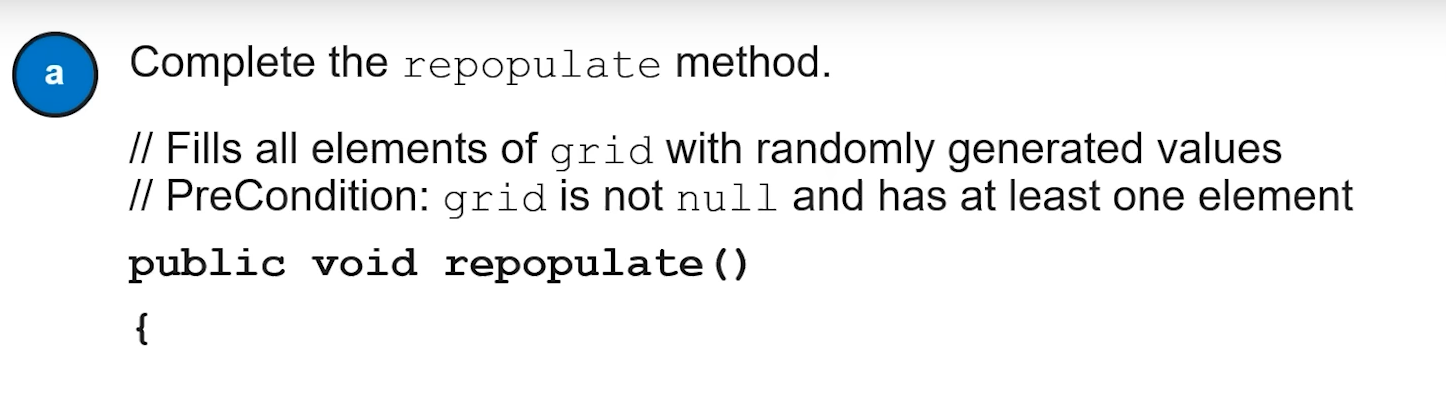 a
Complete the repopulate method.
// Fills all elements of grid with randomly generated values
// PreCondition: grid is not null and has at least one element
public void repopulate()
{